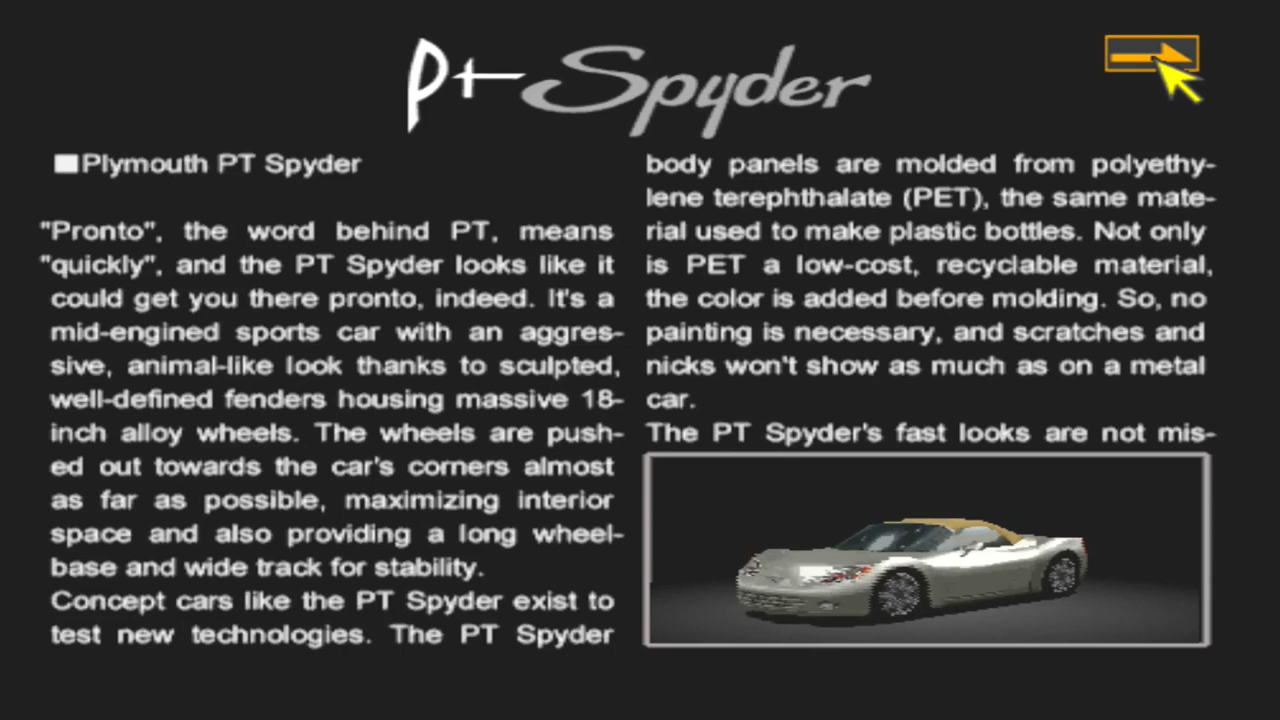 Pt Spyder
Plymouth PT Spyder
"Pronto", the word behind PT, means
"quickly", and the PT Spyder looks like it
could get you there pronto, indeed. It's a
mid-engined sports car with an aggres-
sive, animal-like look thanks to sculpted,
well-defined fenders housing massive 18-
inch alloy wheels. The wheels are push-
ed out towards the car's corners almost
as far as possible, maximizing interior
space and also providing a long wheel-
base and wide track for stability.
Concept cars like the PT Spyder exist to
test new technologies. The PT Spyder
body panels are molded from polyethy-
lene terephthalate (PET), the same mate-
rial used to make plastic bottles. Not only
is PET a low-cost, recyclable material,
the color is added before molding. So, no
painting is necessary, and scratches and
nicks won't show as much as on a metal
car.
The PT Spyder's fast looks are not mis-